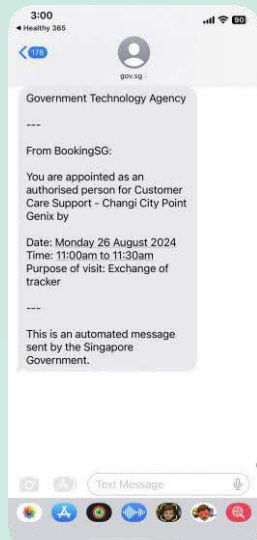 3:00
90
Healthy 365
178
gov.sg
Government Technology Agency
---
From BookingSG:
You are appointed as an
authorised person for Customer
Care Support - Changi City Point
Genix by
Date: Monday 26 August 2024
Time: 11:00am to 11:30am
Purpose of visit: Exchange of
tracker
---
This is an automated message
sent by the Singapore
Government.
Text Message